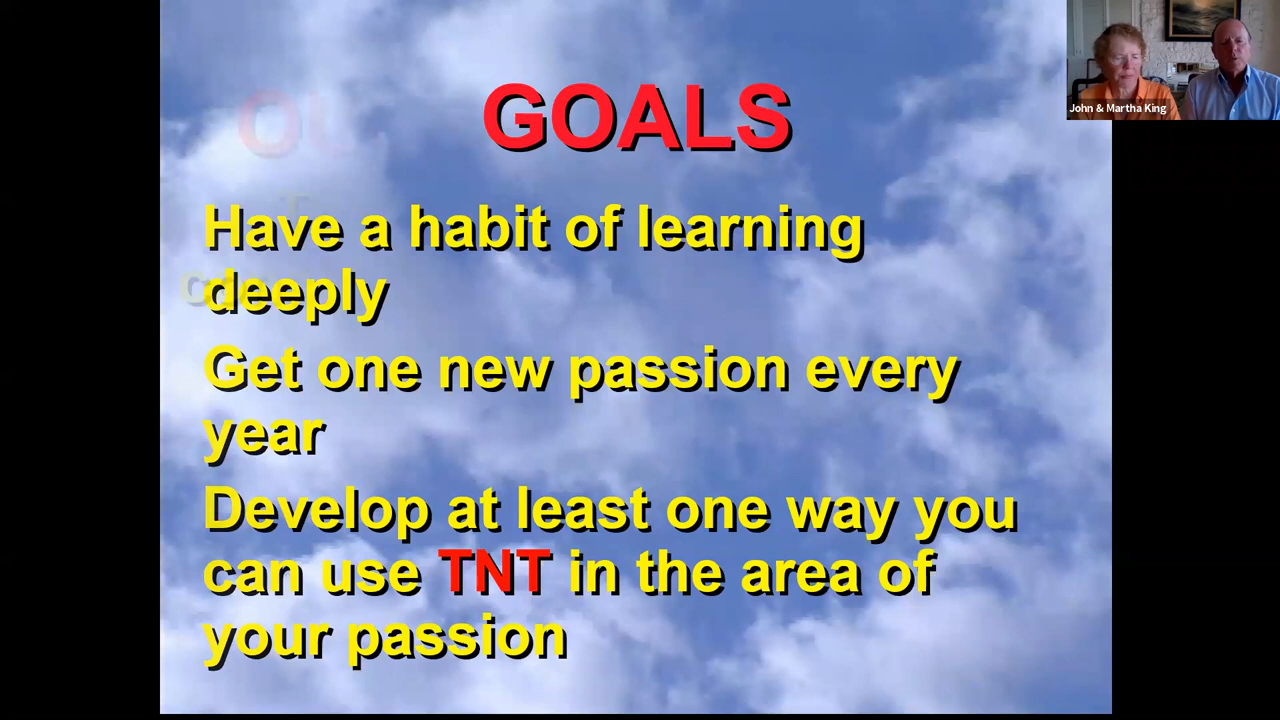 GOALS
Have a habit of learning
deeply
Get one new passion every
year
Develop at least one way you
can use TNT in the area of
your passion
John & Martha King